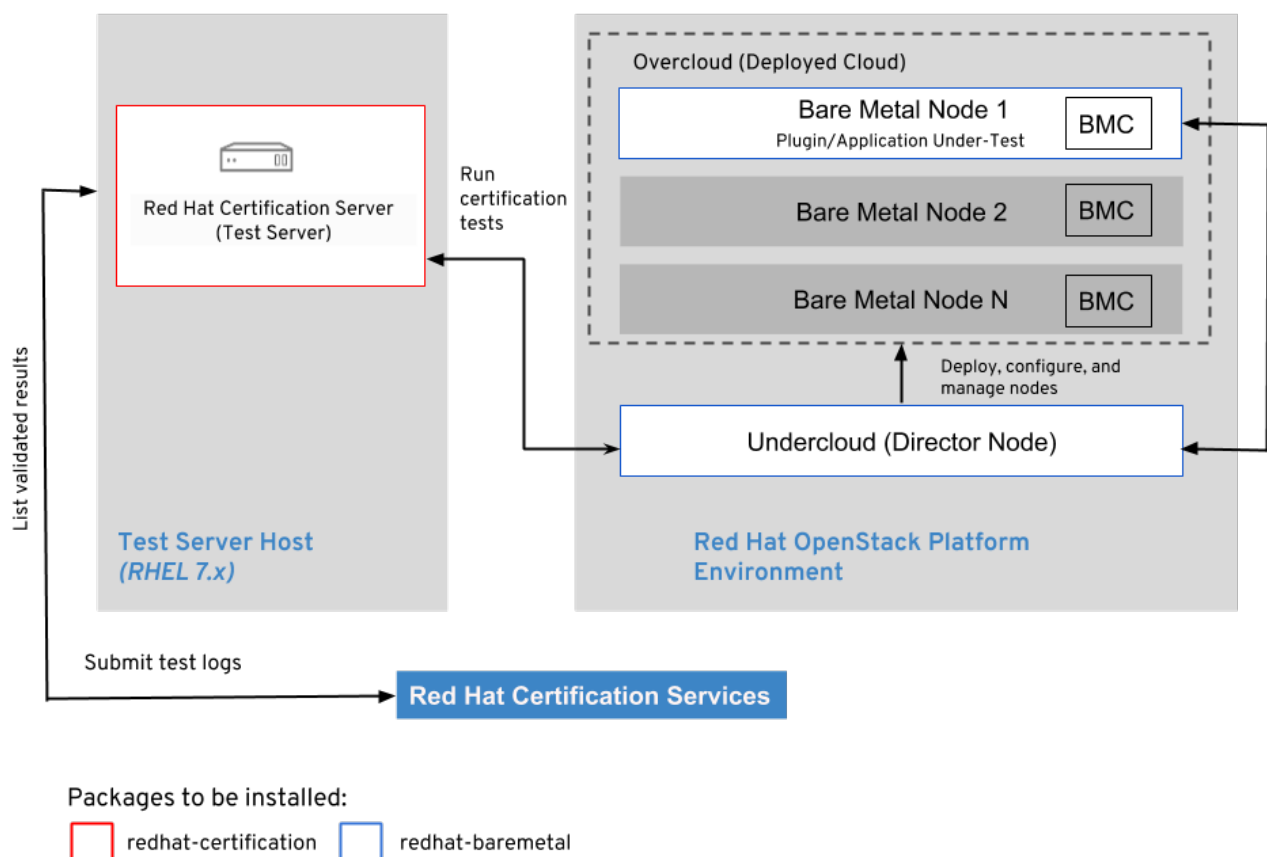 Overcloud (Deployed Cloud)
Bare Metal Node 1
Plugin/Application Under-Test
BMC
Bare Metal Node 2
BMC
Bare Metal Node N
BMC
Red Hat Certification Server
(Test Server)
Run
certification
tests
Deploy, configure, and
manage nodes
Undercloud (Director Node)
List validated results
Test Server Host
(RHEL 7.x)
Red Hat OpenStack Platform
Environment
Submit test logs
Red Hat Certification Services
Packages to be installed:
redhat-certification
redhat-baremetal